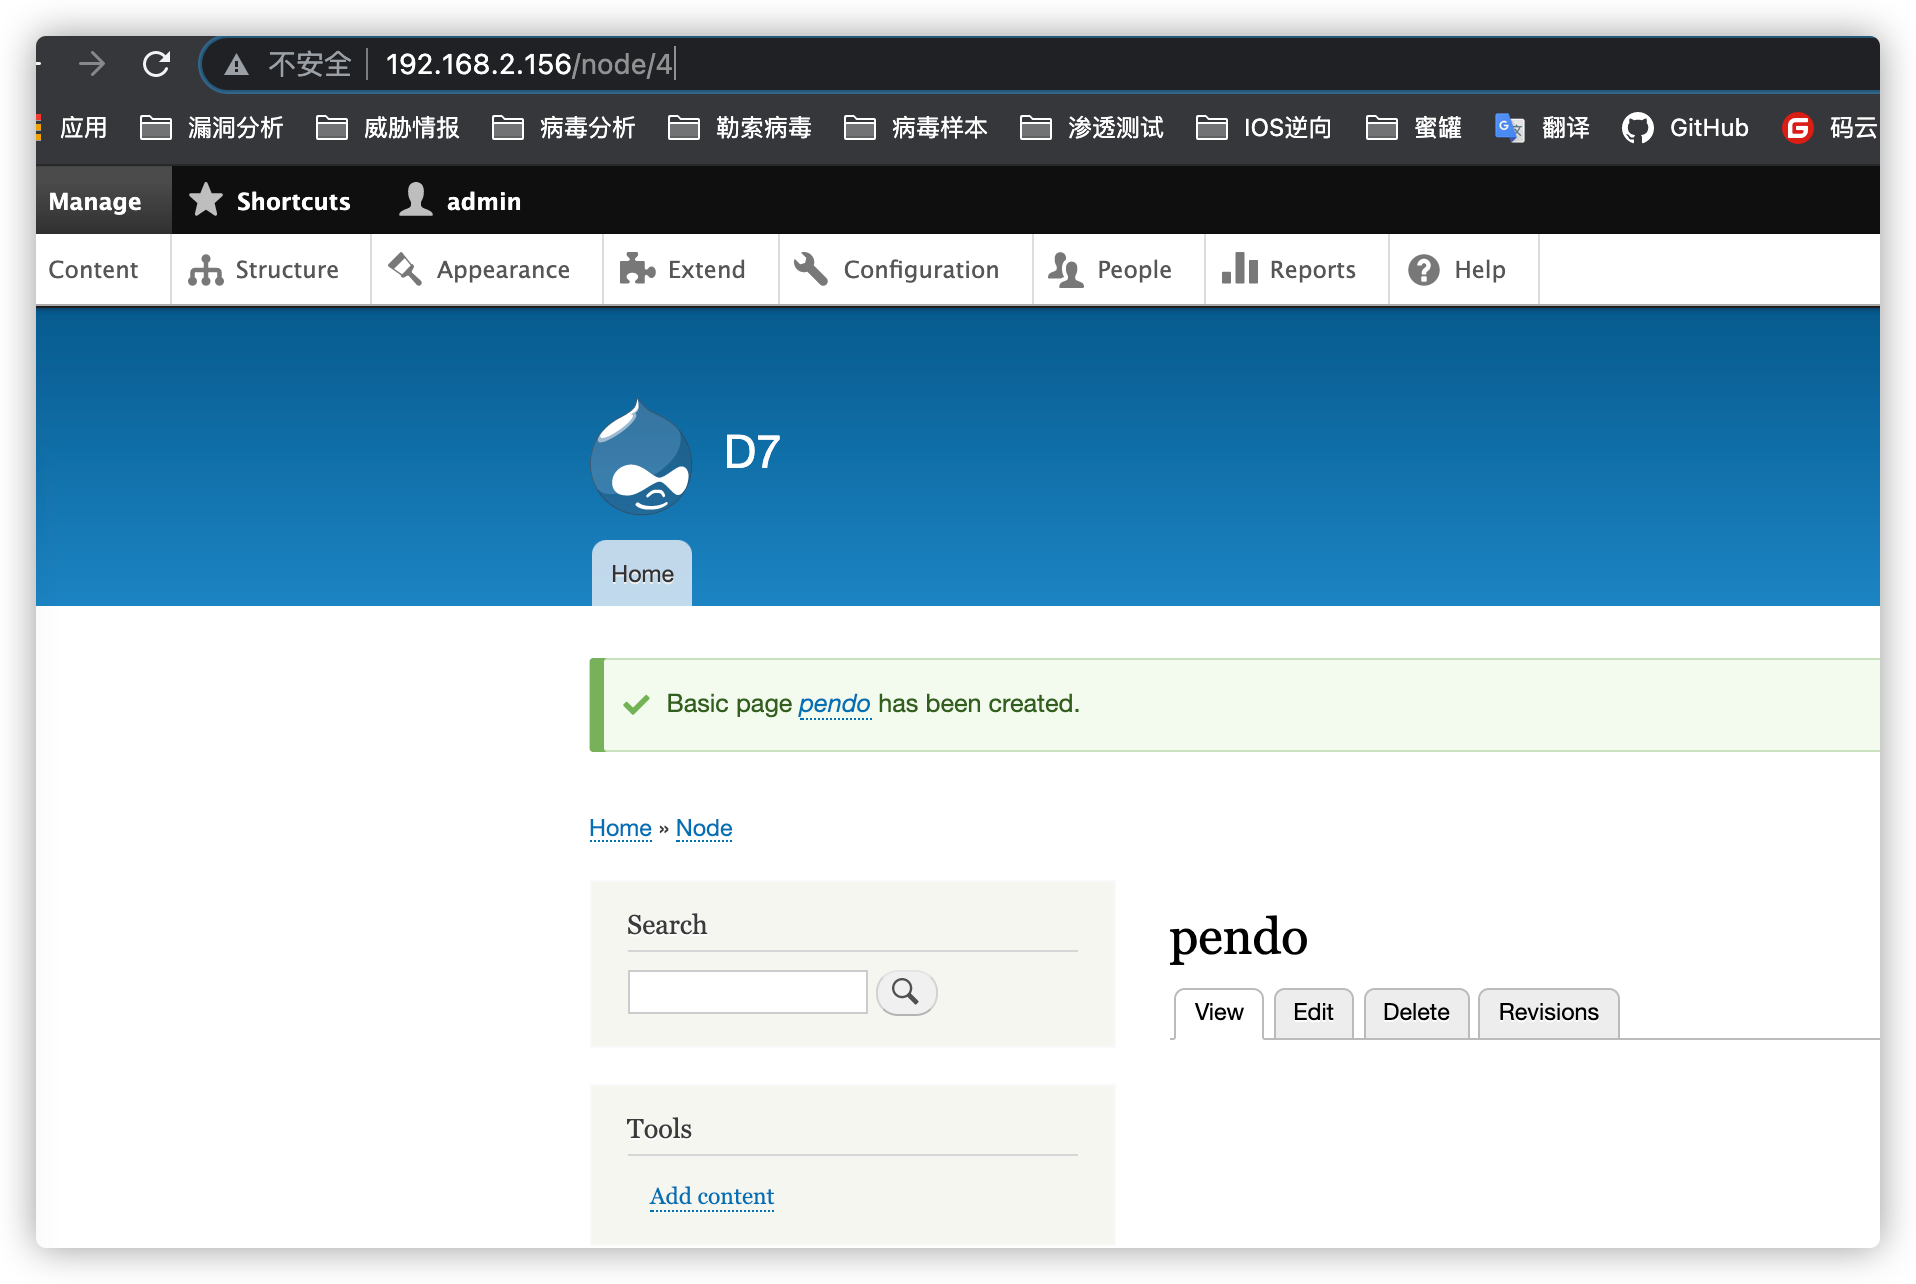 不安全 192.168.2.156/node/4
应用 漏洞分析 威胁情报 病毒分析 勒索病毒 病毒样本 渗透测试 IOS逆向 蜜罐 翻译 GitHub 码云
Manage Shortcuts admin
Content Structure Appearance Extend Configuration People Reports Help
D7
Home
Basic page pendo has been created.
Home » Node
Search
pendo
View Edit Delete Revisions
Tools
Add content